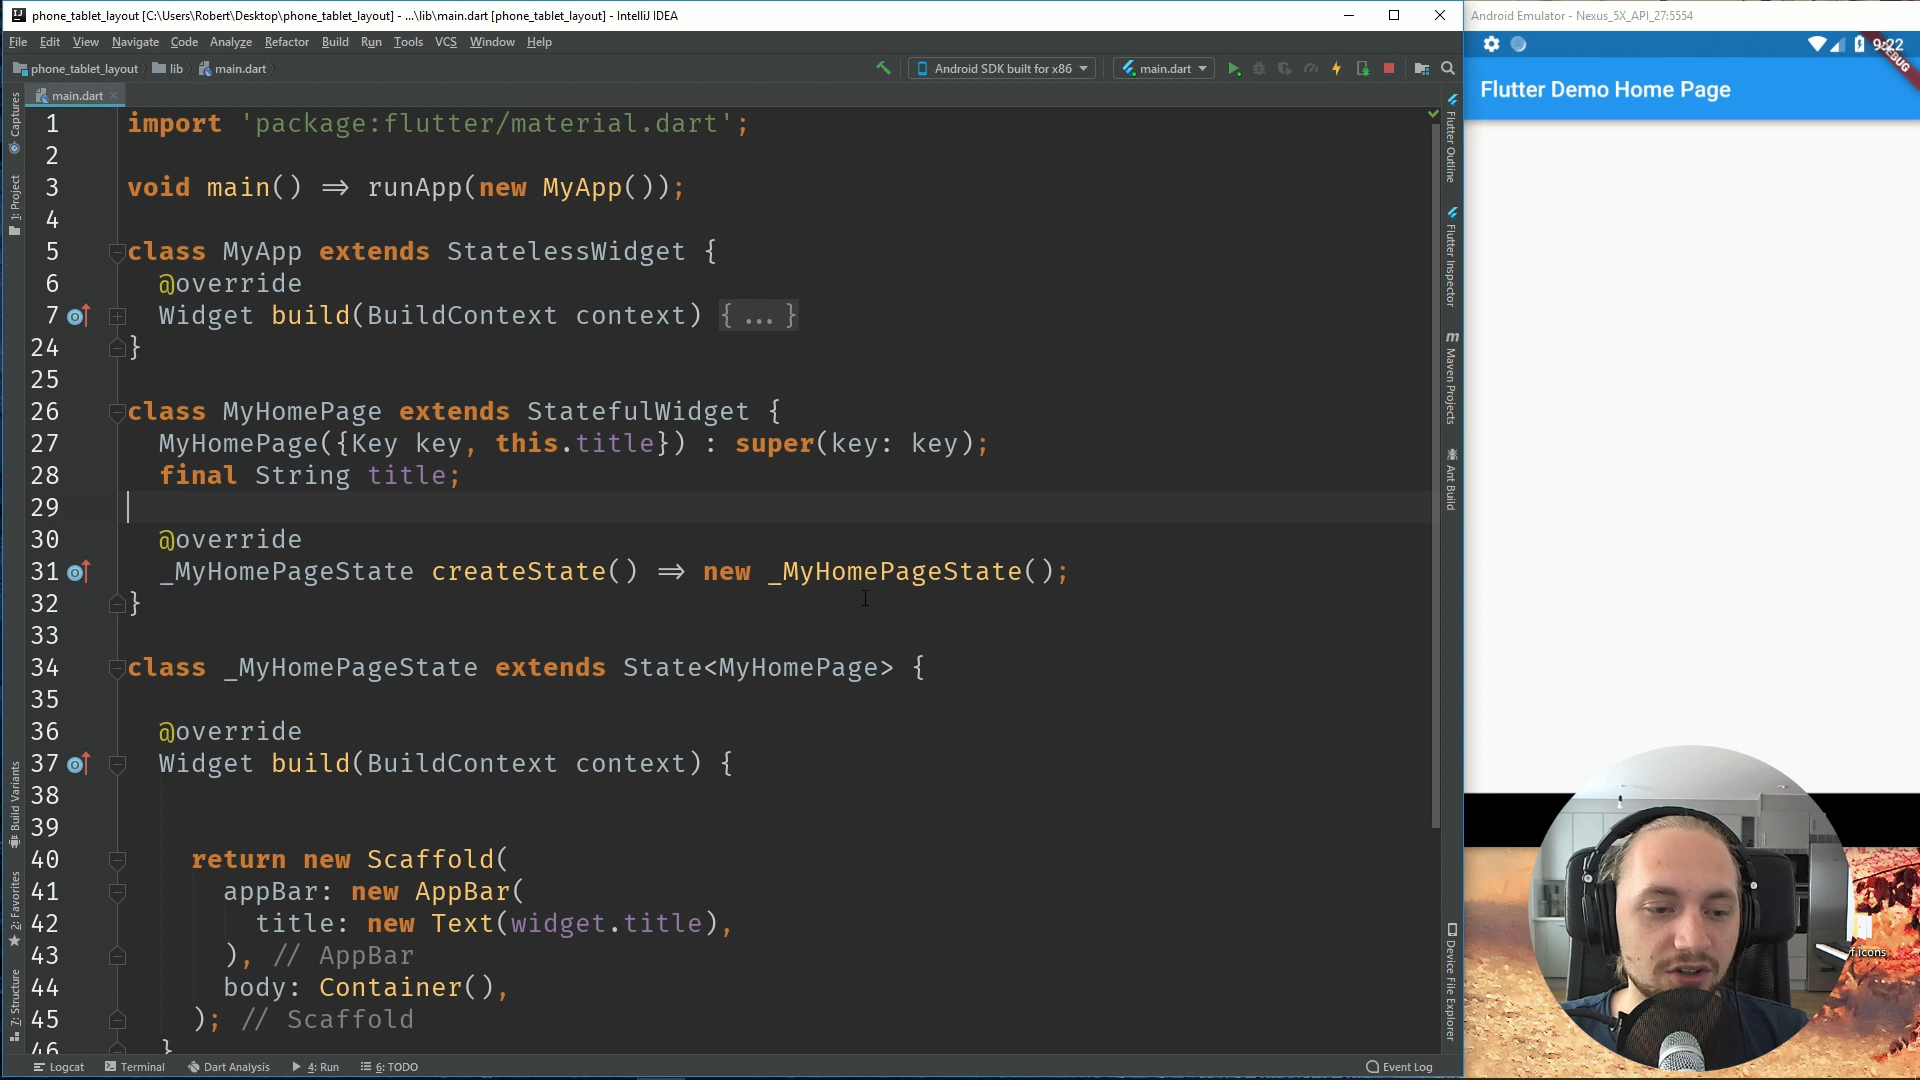 phone_tablet_layout [C:\Users\Robert\Desktop\phone_tablet_layout] - ...\lib\main.dart [phone_tablet_layout] - IntelliJ IDEA
File Edit View Navigate Code Analyze Refactor Build Run Tools VCS Window Help
phone_tablet_layout lib main.dart
Android SDK built for x86
main.dart
main.dart
1 import 'package:flutter/material.dart';
2
3 void main() => runApp(new MyApp());
4
5 class MyApp extends StatelessWidget {
6 @override
7 Widget build(BuildContext context) {...}
24 }
25
26 class MyHomePage extends StatefulWidget {
27 MyHomePage({Key key, this.title}) : super(key: key);
28 final String title;
29
30 @override
31 _MyHomePageState createState() => new _MyHomePageState();
32 }
33
34 class _MyHomePageState extends State<MyHomePage> {
35
36 @override
37 Widget build(BuildContext context) {
38
39
40 return new Scaffold(
41 appBar: new AppBar(
42 title: new Text(widget.title),
43 ), // AppBar
44 body: Container(),
45 ); // Scaffold
46 }
Captures
1: Project
Build Variants
2: Favorites
7: Structure
Flutter Outline
Flutter Inspector
Maven Projects
Ant Build
Device File Explorer
Logcat Terminal Dart Analysis 4: Run 6: TODO
Event Log
Android Emulator - Nexus_5X_API_27:5554
9:22
DEBUG
Flutter Demo Home Page
icons